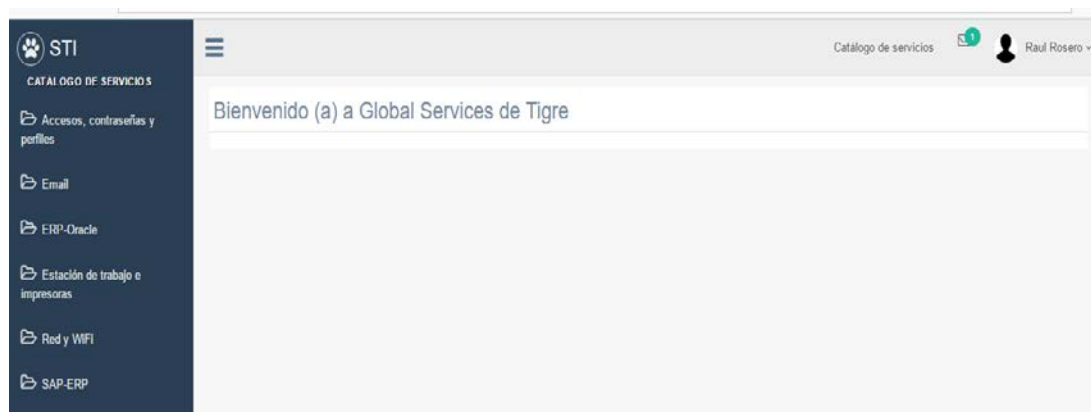 STI
CATALOGO DE SERVICIOS
Accesos, contraseñas y
perfiles
Email
ERP-Oracle
Estación de trabajo e
impresoras
Red y WiFi
SAP-ERP
Catálogo de servicios
1
Raul Rosero
Bienvenido (a) a Global Services de Tigre